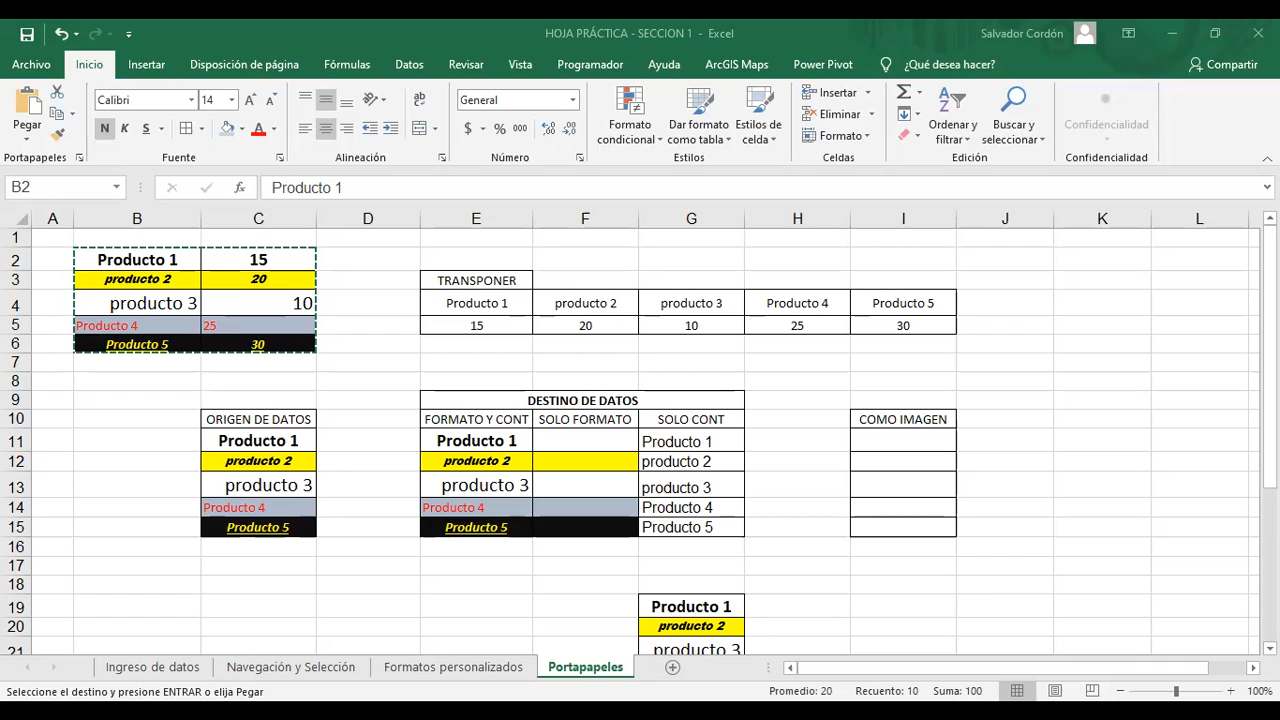 HOJA PRÁCTICA - SECCION 1 - Excel
Salvador Cordón
Archivo Inicio Insertar Disposición de página Fórmulas Datos Revisar Vista Programador Ayuda ArcGIS Maps Power Pivot ¿Qué desea hacer? Compartir
Pegar
Calibri 14
N K S
General
$ % 000
Formato condicional
Dar formato como tabla
Estilos de celda
Insertar
Eliminar
Formato
Ordenar y filtrar
Buscar y seleccionar
Confidencialidad
Portapapeles Fuente Alineación Número Estilos Celdas Edición Confidencialidad
B2 fx Producto 1
A B C D E F G H I J K L
1
2 Producto 1 15
3 producto 2 20 TRANSPONER
4 producto 3 10 Producto 1 producto 2 producto 3 Producto 4 Producto 5
5 Producto 4 25 15 20 10 25 30
6 Producto 5 30
7
8
9 DESTINO DE DATOS
10 ORIGEN DE DATOS FORMATO Y CONT SOLO FORMATO SOLO CONT COMO IMAGEN
11 Producto 1 Producto 1 Producto 1
12 producto 2 producto 2 producto 2
13 producto 3 producto 3 producto 3
14 Producto 4 Producto 4 Producto 4
15 Producto 5 Producto 5 Producto 5
16
17
18
19 Producto 1
20 producto 2
21 producto 3
Ingreso de datos Navegación y Selección Formatos personalizados Portapapeles
Seleccione el destino y presione ENTRAR o elija Pegar Promedio: 20 Recuento: 10 Suma: 100 100%